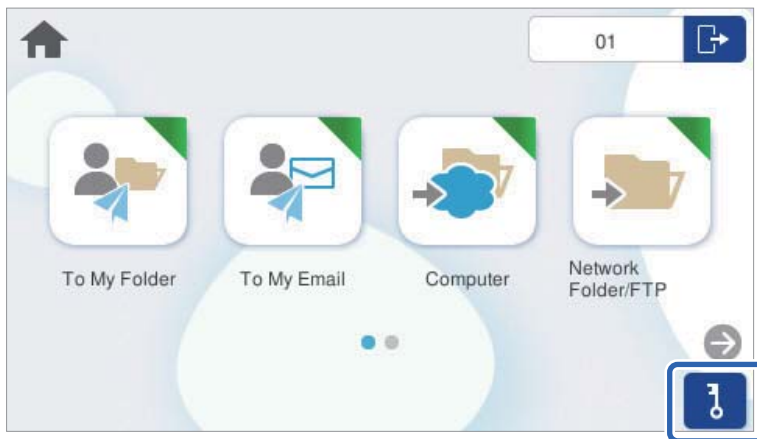 01
To My Folder
To My Email
Computer
Network
Folder/FTP